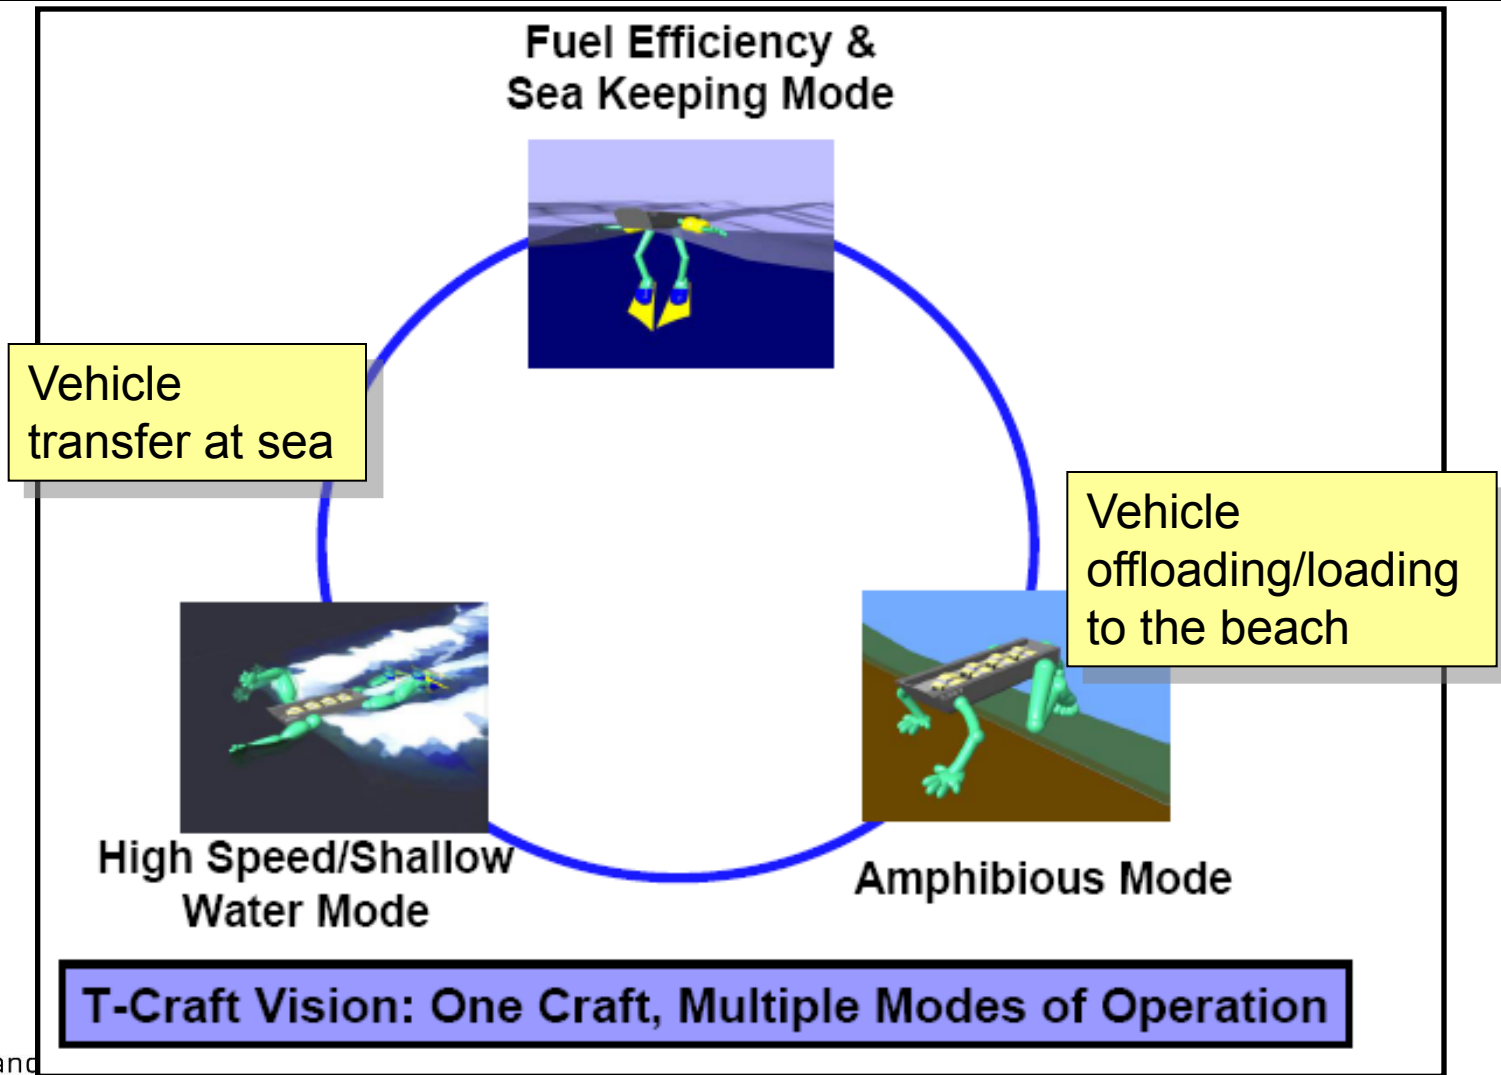 Fuel Efficiency &
Sea Keeping Mode
Vehicle
transfer at sea
Vehicle
offloading/loading
to the beach
High Speed/Shallow
Water Mode
Amphibious Mode
T-Craft Vision: One Craft, Multiple Modes of Operation